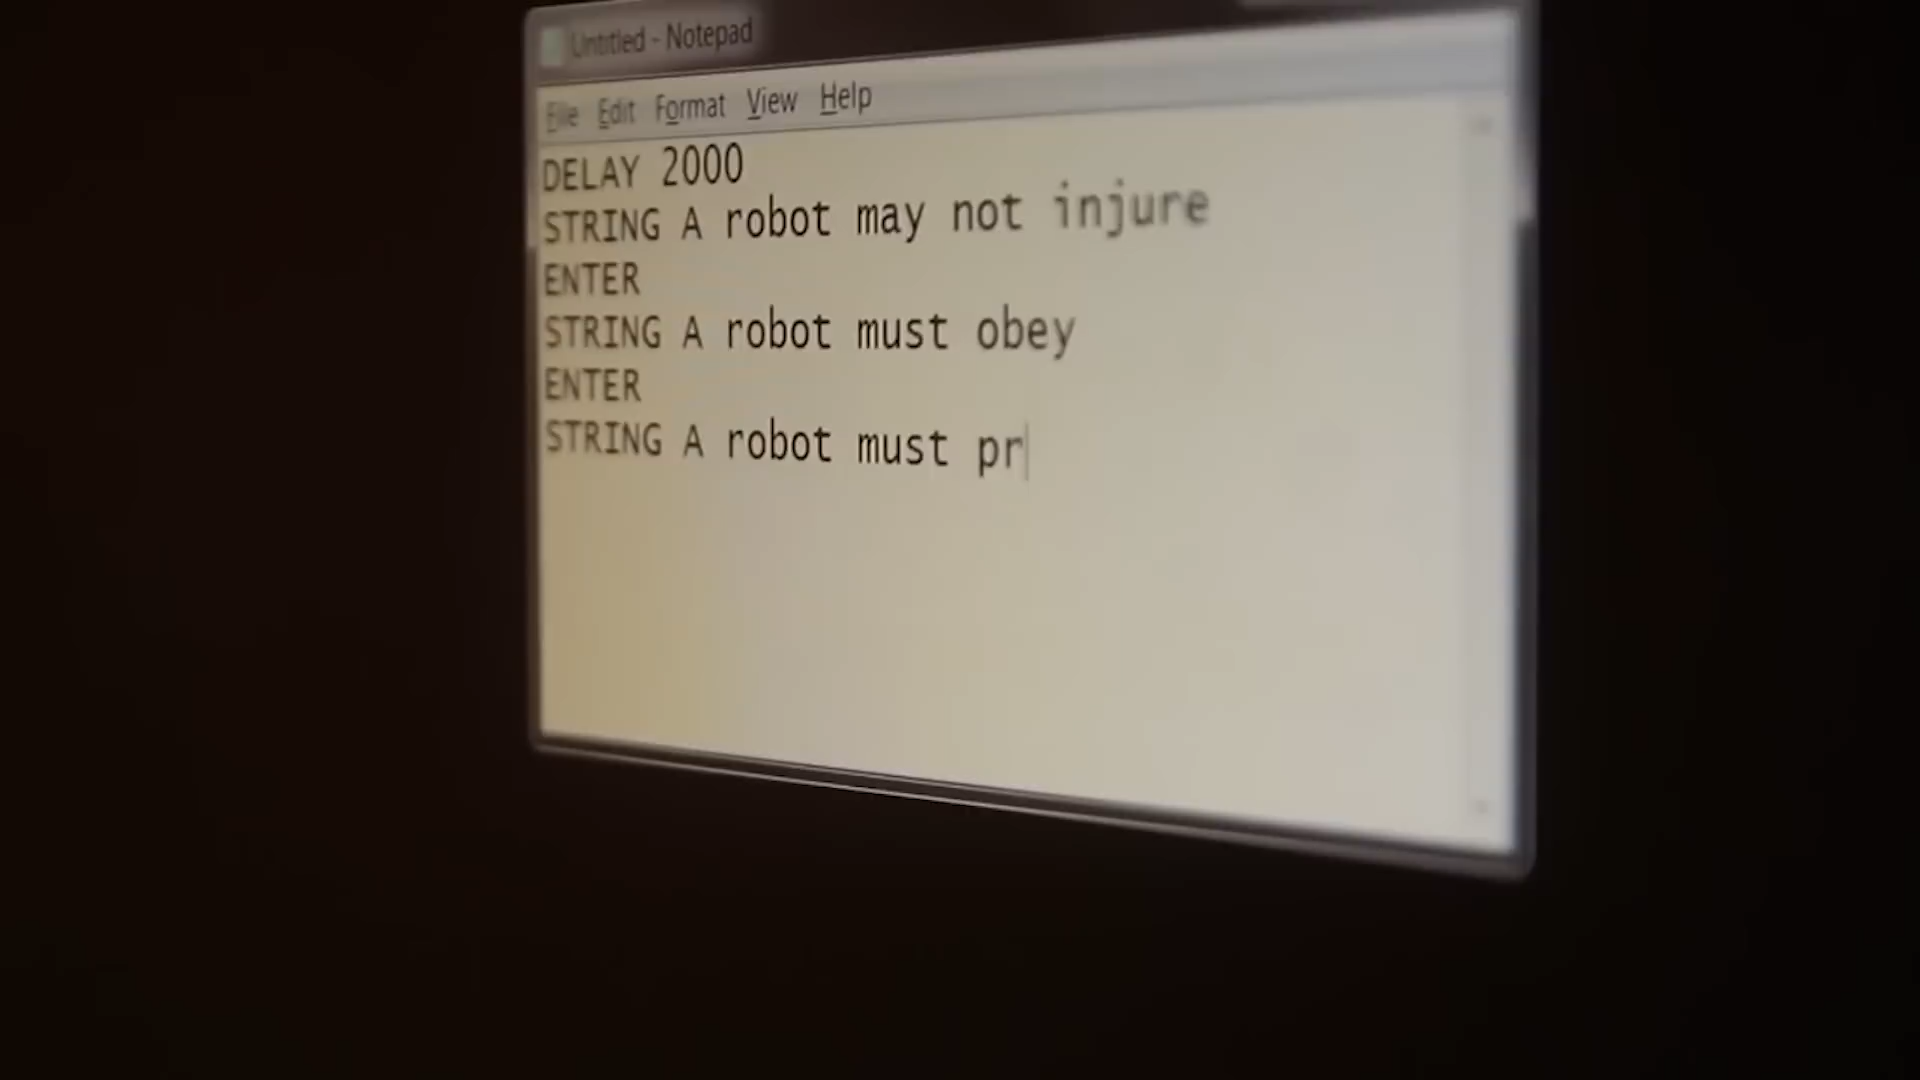 Untitled - Notepad
File Edit Format View Help
DELAY 2000
STRING A robot may not injure
ENTER
STRING A robot must obey
ENTER
STRING A robot must pr